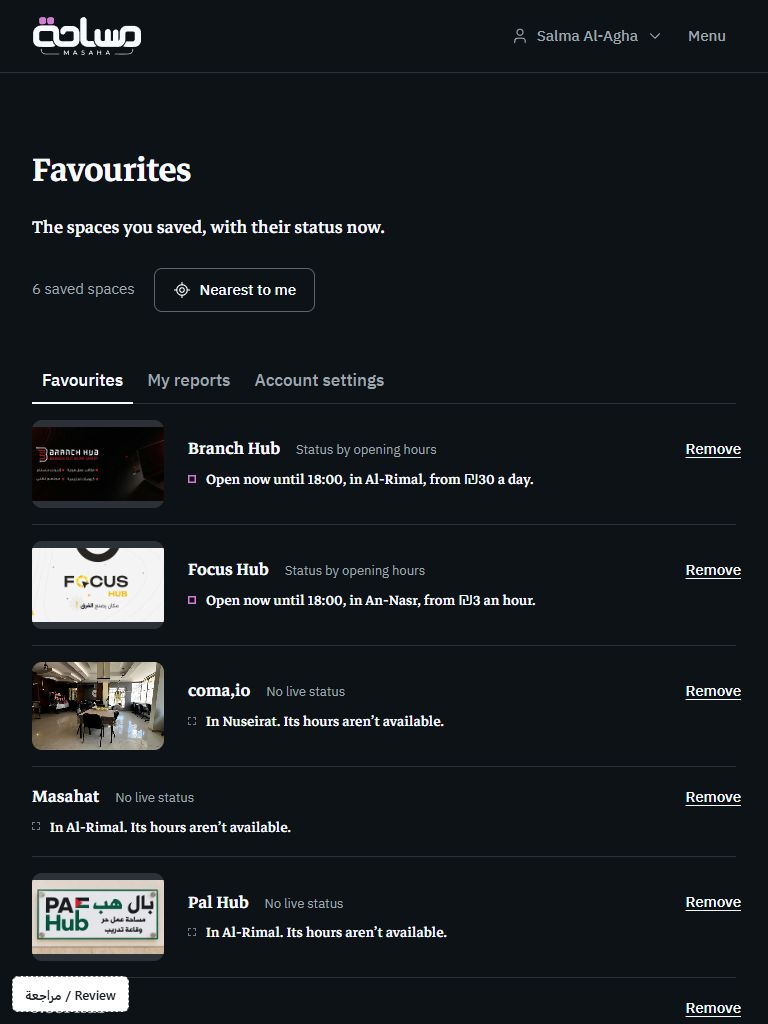 مساحة
MASAHA
Salma Al-Agha
Menu
Favourites
The spaces you saved, with their status now.
6 saved spaces
Nearest to me
Favourites
My reports
Account settings
BRANCH HUB
Branch Hub
Status by opening hours
Remove
Open now until 18:00, in Al-Rimal, from ₪30 a day.
FOCUS
HUB
مكان يصنع الفرق
Focus Hub
Status by opening hours
Remove
Open now until 18:00, in An-Nasr, from ₪3 an hour.
coma,io
No live status
Remove
In Nuseirat. Its hours aren’t available.
Masahat
No live status
Remove
In Al-Rimal. Its hours aren’t available.
PAL هب بال
Hub مساحة عمل حر
وقاعة تدريب
Pal Hub
No live status
Remove
In Al-Rimal. Its hours aren’t available.
مراجعة / Review
Remove